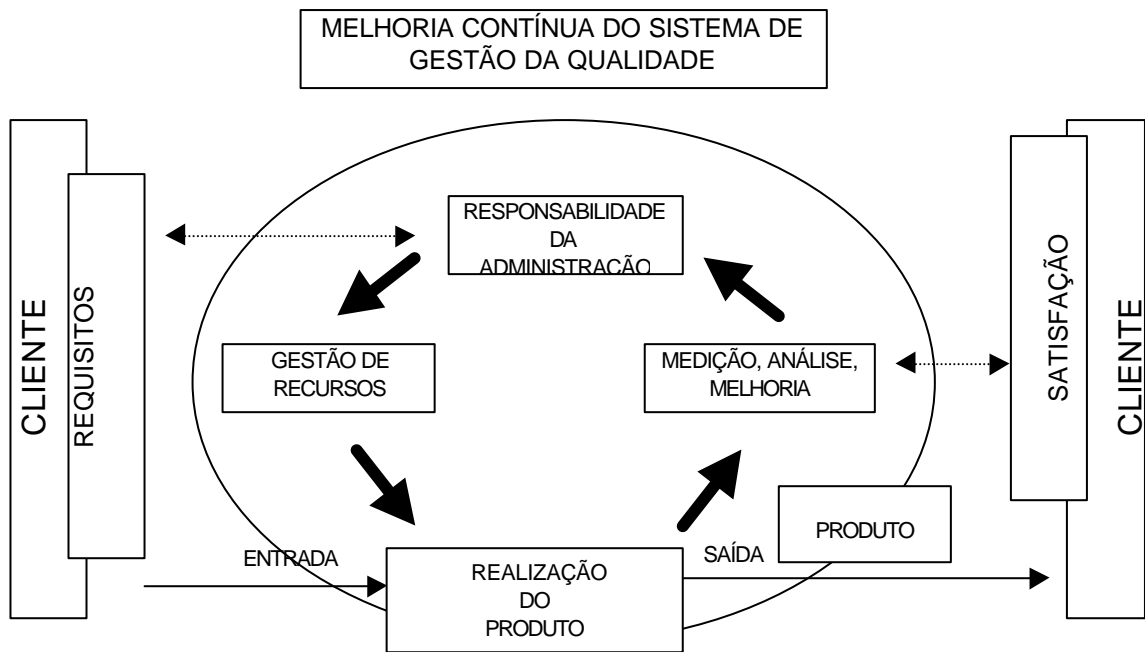 MELHORIA CONTÍNUA DO SISTEMA DE
GESTÃO DA QUALIDADE
CLIENTE
REQUISITOS
RESPONSABILIDADE
DA
ADMINISTRAÇÃO
GESTÃO DE
RECURSOS
MEDIÇÃO, ANÁLISE,
MELHORIA
SATISFAÇÃO
CLIENTE
ENTRADA
REALIZAÇÃO
DO
PRODUTO
SAÍDA
PRODUTO